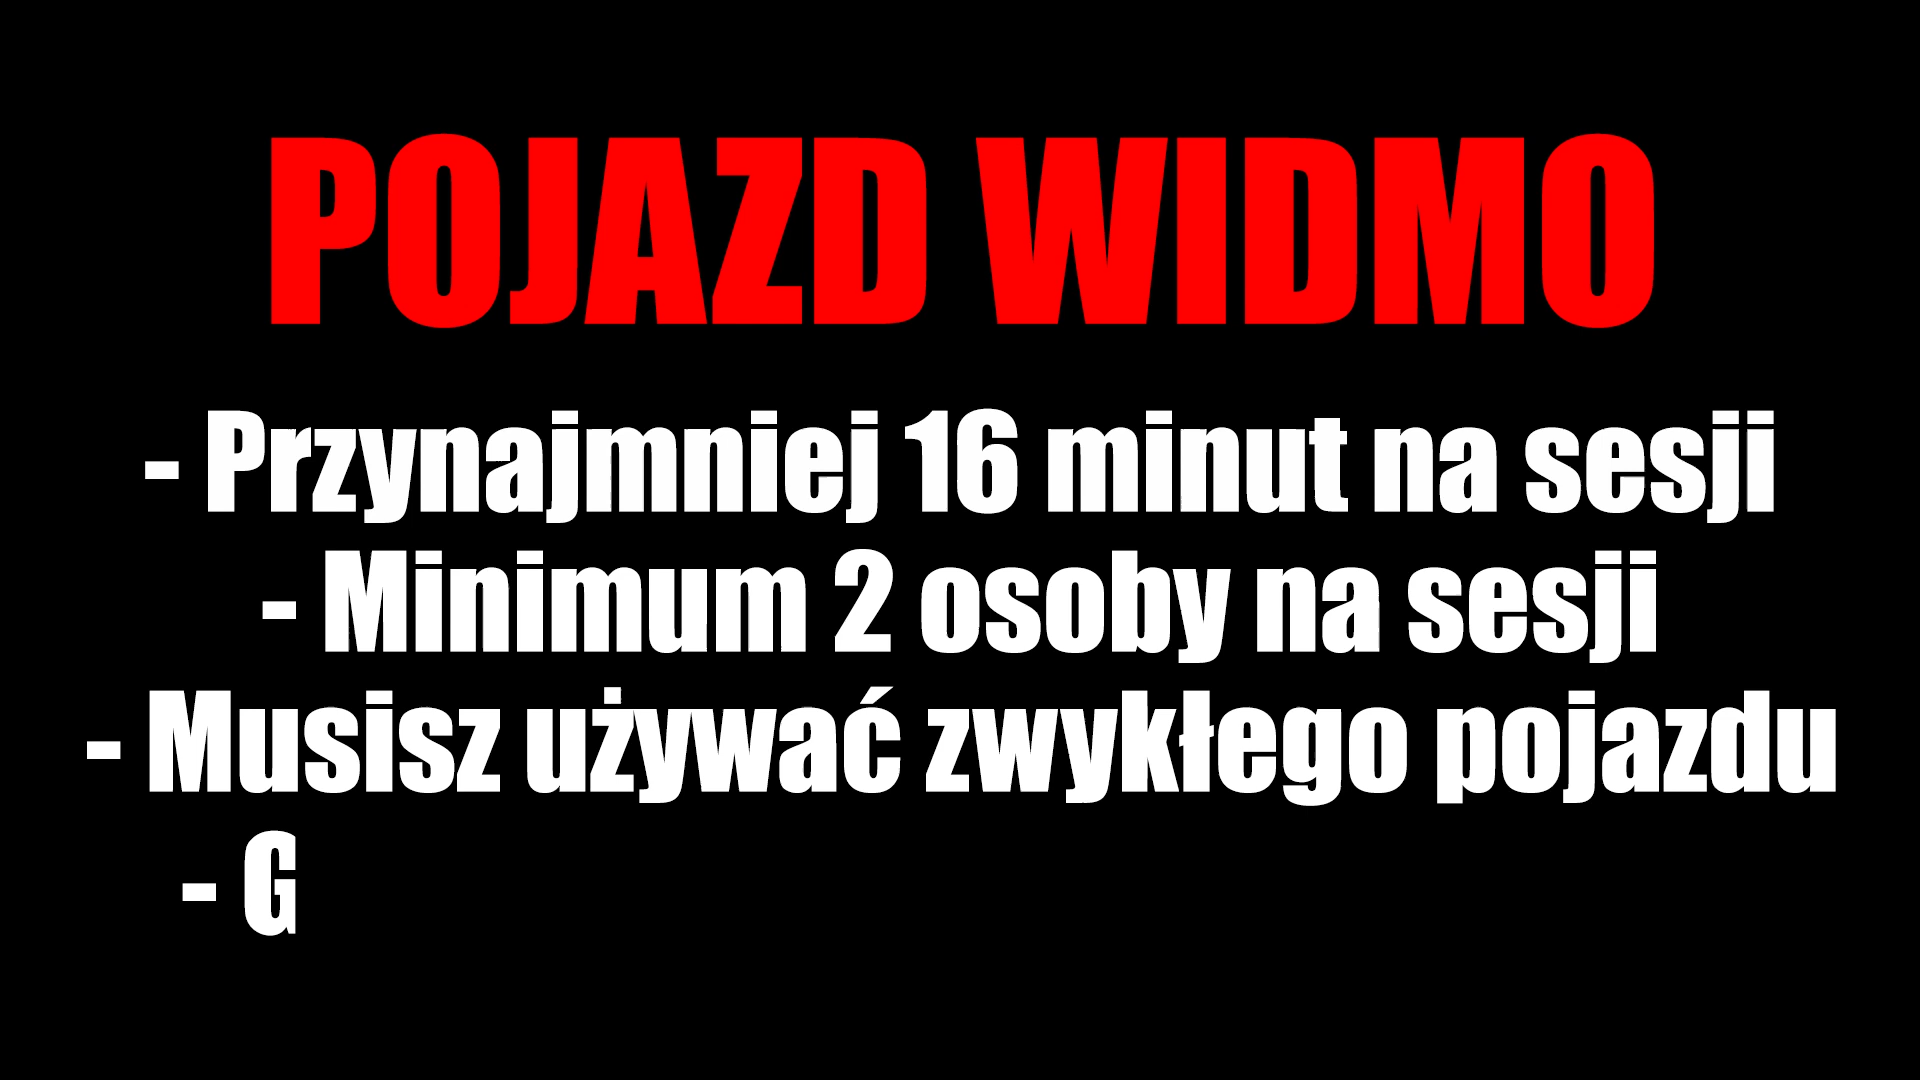 POJAZD WIDMO
- Przynajmniej 16 minut na sesji
- Minimum 2 osoby na sesji
- Musisz używać zwykłego pojazdu
- G